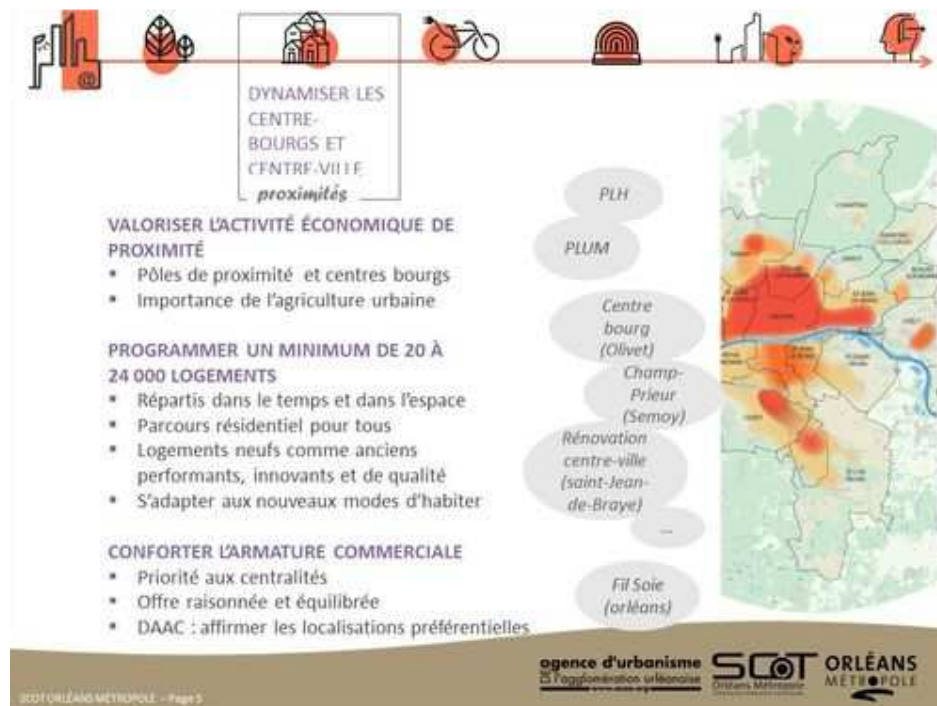 DYNAMISER LES
CENTRE-
BOURGS ET
CENTRE-VILLE
proximités
VALORISER L'ACTIVITÉ ÉCONOMIQUE DE
PROXIMITÉ
▪ Pôles de proximité et centres bourgs
▪ Importance de l'agriculture urbaine
PROGRAMMER UN MINIMUM DE 20 À
24 000 LOGEMENTS
▪ Répartis dans le temps et dans l'espace
▪ Parcours résidentiel pour tous
▪ Logements neufs comme anciens
performants, innovants et de qualité
▪ S'adapter aux nouveaux modes d'habiter
CONFORTER L'ARMATURE COMMERCIALE
▪ Priorité aux centralités
▪ Offre raisonnée et équilibrée
▪ DAAC : affirmer les localisations préférentielles
PLH
PLUM
Centre
bourg
(Olivet)
Champ-
Prieur
(Semoy)
Rénovation
centre-ville
(saint-Jean-
de-Braye)
...
Fil Soie
(orléans)
agence d'urbanisme
de l'agglomération orléanaise
SCOT
Orléans Métropole
ORLÉANS
MÉTROPOLE
SCOT ORLÉANS MÉTROPOLE – Page 5